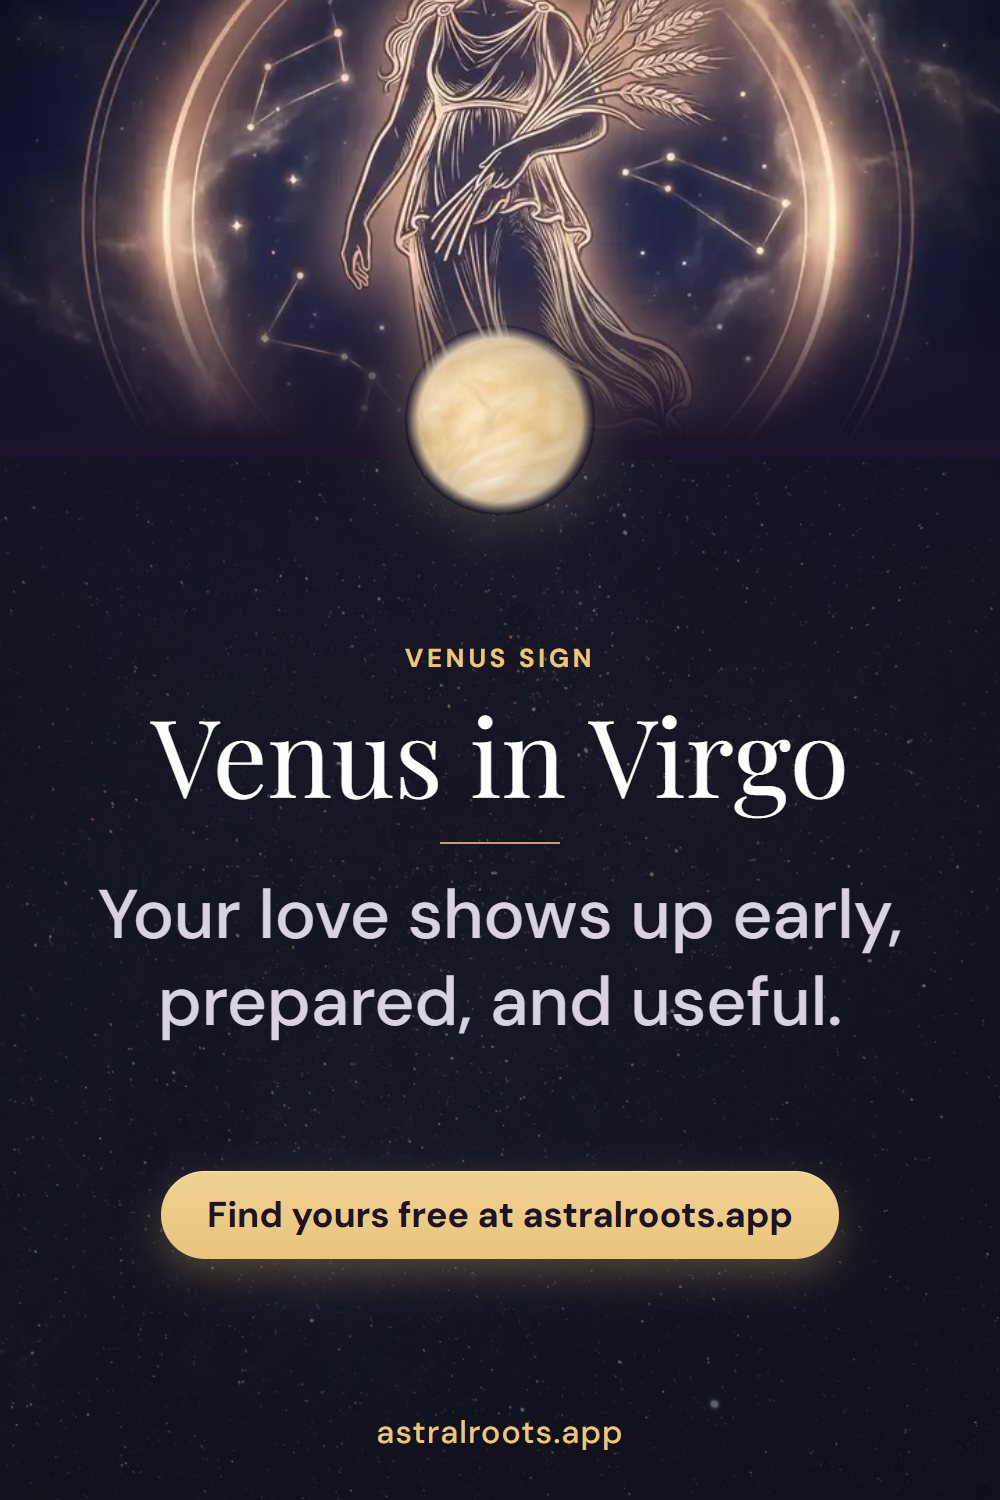 VENUS SIGN
Venus in Virgo
Your love shows up early,
prepared, and useful.
Find yours free at astralroots.app
astralroots.app